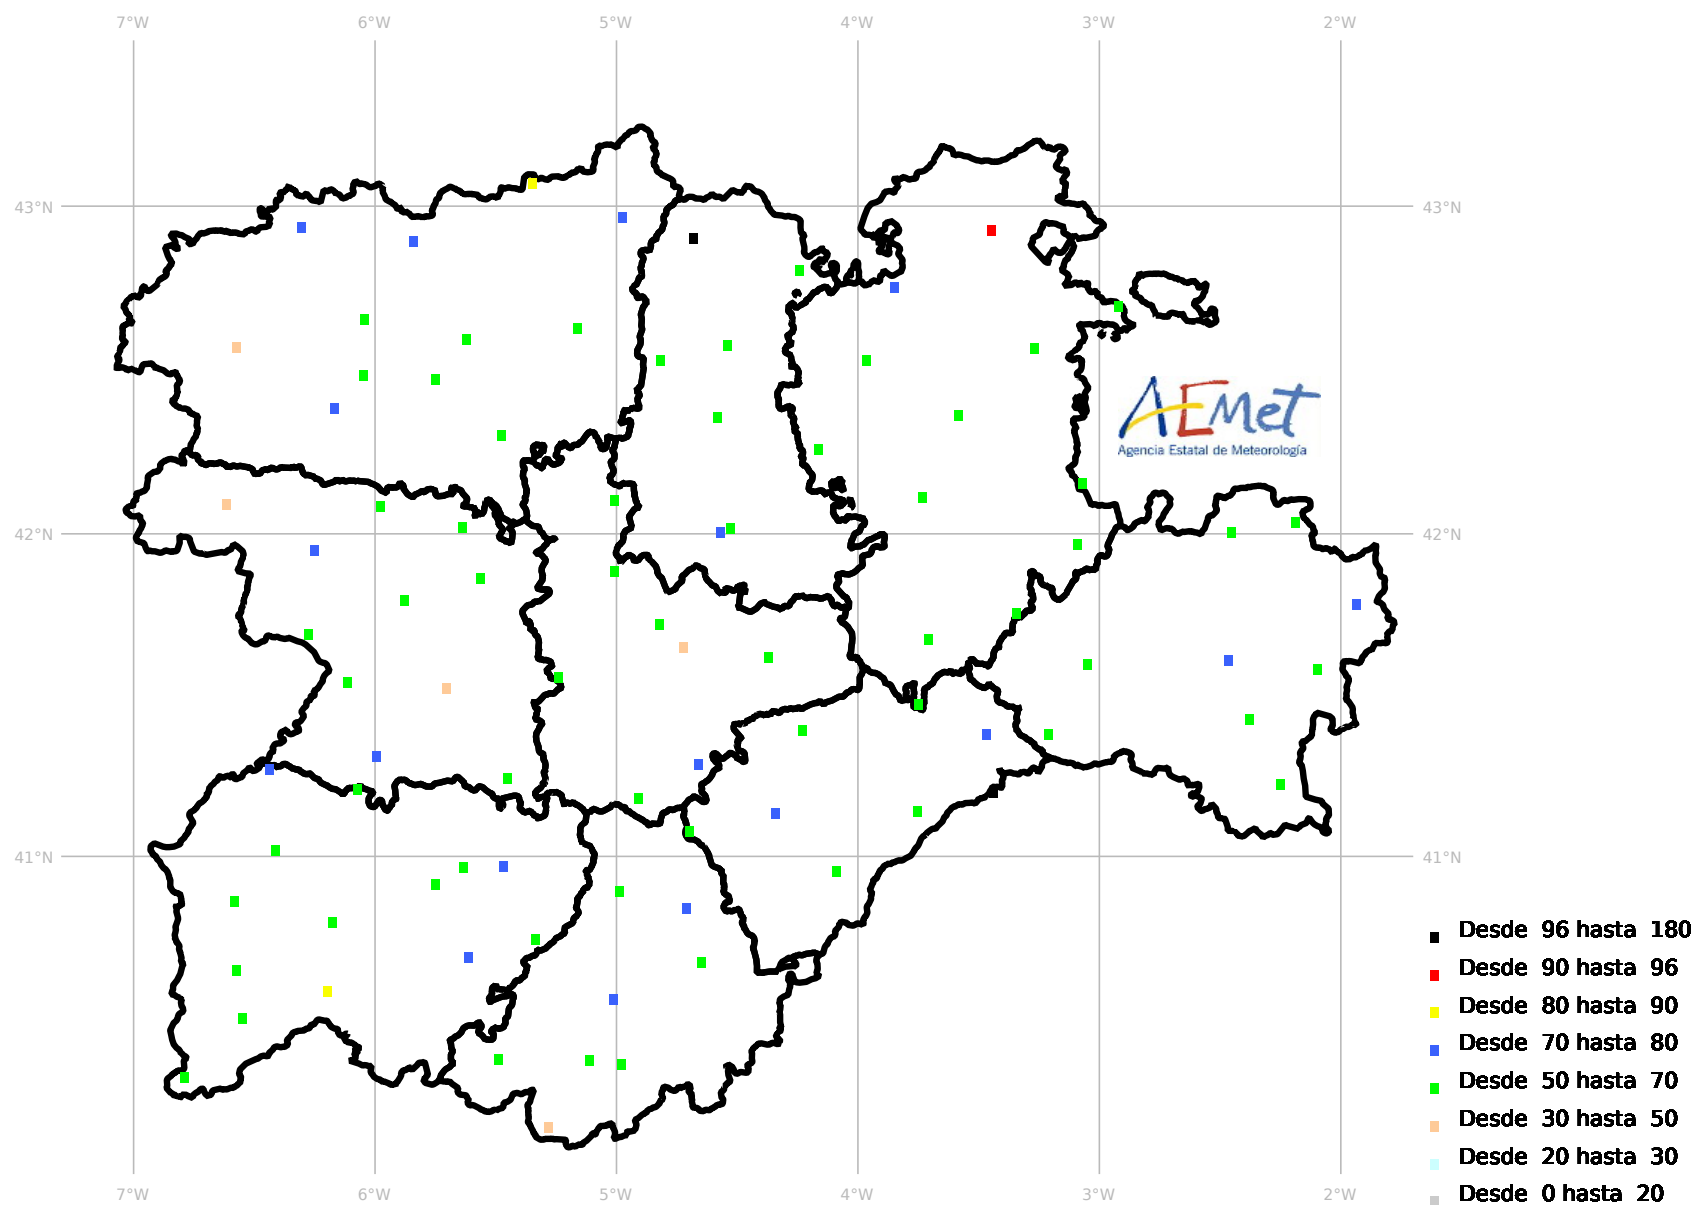 7°W 6°W 5°W 4°W 3°W 2°W
43°N 43°N
AEMet
Agencia Estatal de Meteorología
42°N 42°N
41°N 41°N
Desde 96 hasta 180
Desde 90 hasta 96
Desde 80 hasta 90
Desde 70 hasta 80
Desde 50 hasta 70
Desde 30 hasta 50
Desde 20 hasta 30
Desde 0 hasta 20
7°W 6°W 5°W 4°W 3°W 2°W